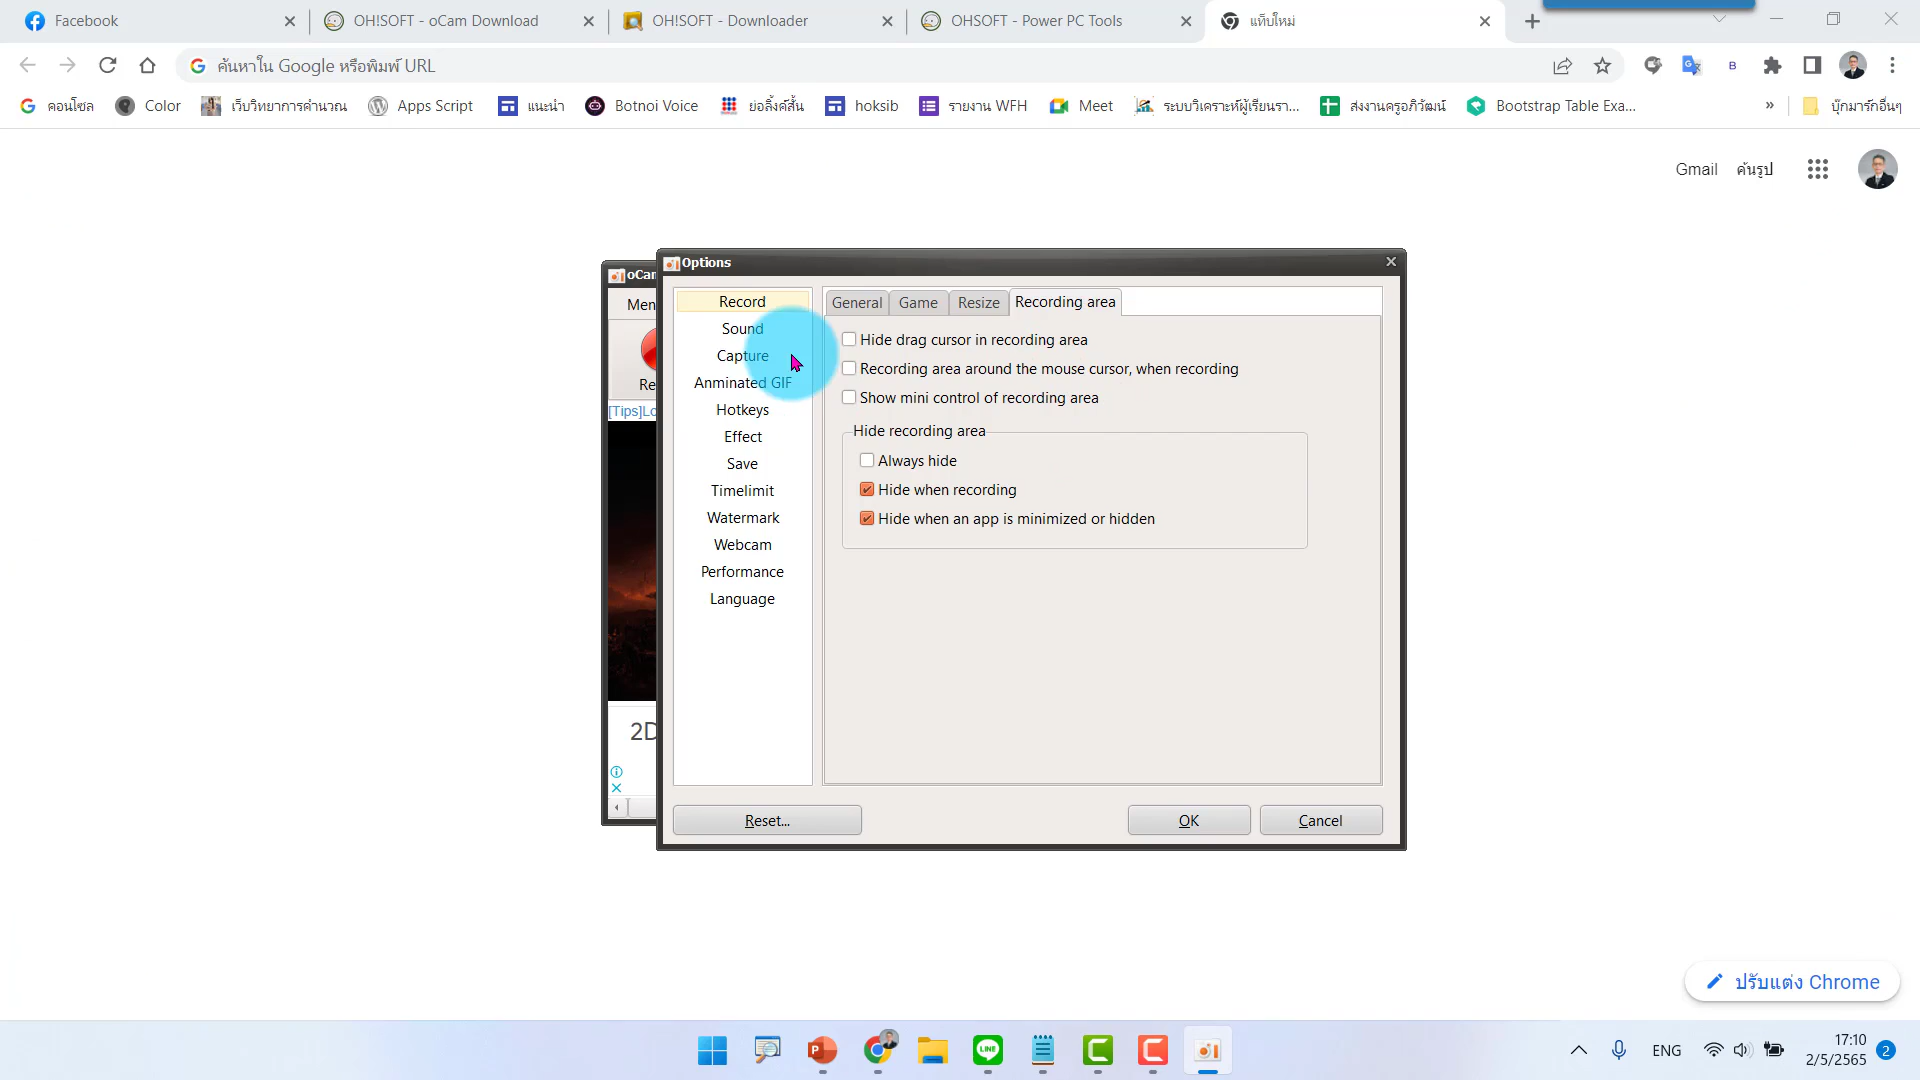 Facebook
OH!SOFT - oCam Download
OH!SOFT - Downloader
OHSOFT - Power PC Tools
แท็บใหม่
ค้นหาใน Google หรือพิมพ์ URL
คอนโซล
Color
เว็บวิทยาการคำนวณ
Apps Script
แนะนำ
Botnoi Voice
ย่อลิ้งค์สั้น
hoksib
รายงาน WFH
Meet
ระบบวิเคราะห์ผู้เรียนรา...
ส่งงานครูอภิวัฒน์
Bootstrap Table Exa...
»
บุ๊กมาร์กอื่นๆ
Gmail
ค้นรูป
oCam
Options
Men
Re
[Tips]Lo
2D
Record
Sound
Capture
Anminated GIF
Hotkeys
Effect
Save
Timelimit
Watermark
Webcam
Performance
Language
General
Game
Resize
Recording area
Hide drag cursor in recording area
Recording area around the mouse cursor, when recording
Show mini control of recording area
Hide recording area
Always hide
Hide when recording
Hide when an app is minimized or hidden
Reset...
OK
Cancel
ปรับแต่ง Chrome
ENG
17:10
2/5/2565
2